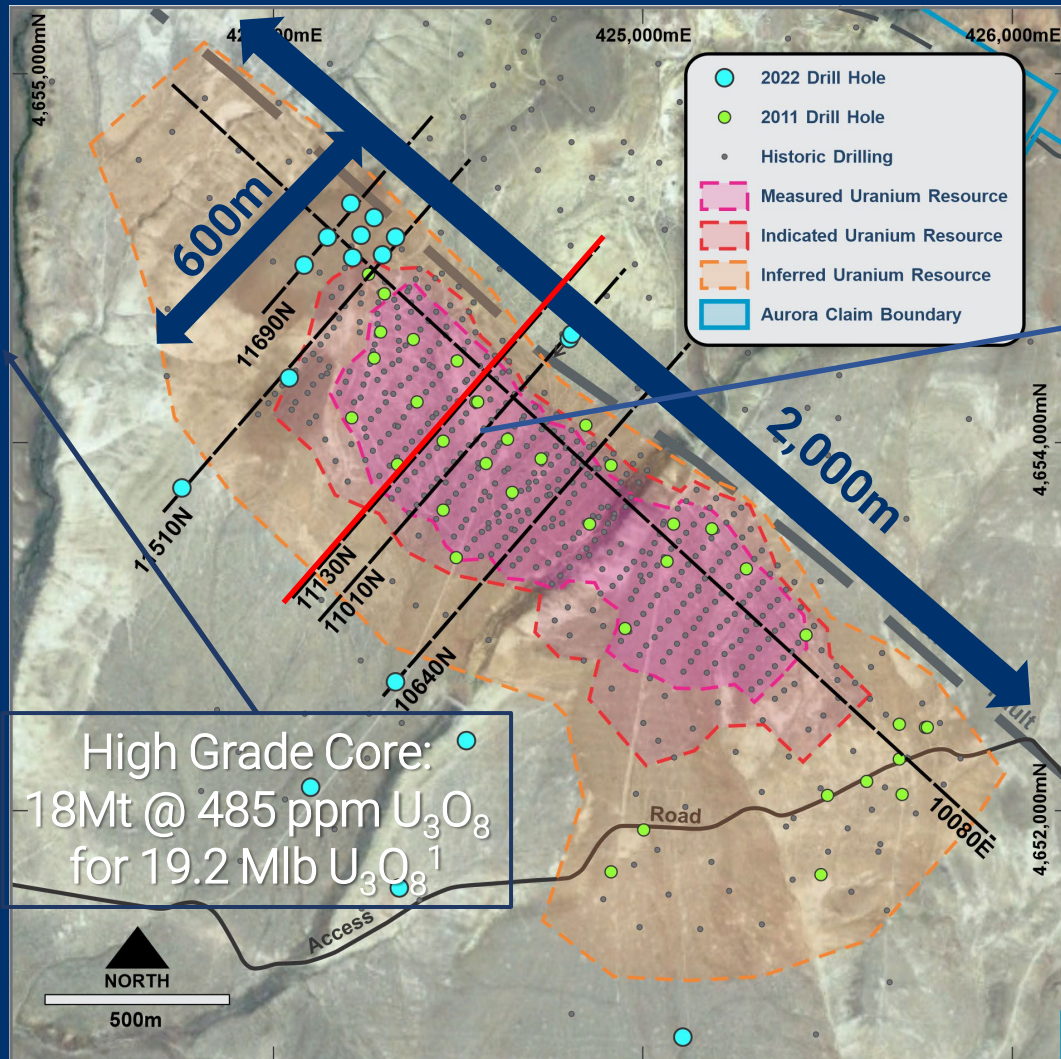 425,000mE
426,000mE
4,655,000mN
2022 Drill Hole
2011 Drill Hole
Historic Drilling
Measured Uranium Resource
Indicated Uranium Resource
Inferred Uranium Resource
Aurora Claim Boundary
600m
11690N
2,000m
4,654,000mN
11510N
11130N
11010N
10640N
High Grade Core:
18Mt @ 485 ppm U₃O₈
for 19.2 Mlb U₃O₈¹
Road
10080E
4,652,000mN
Access
NORTH
500m